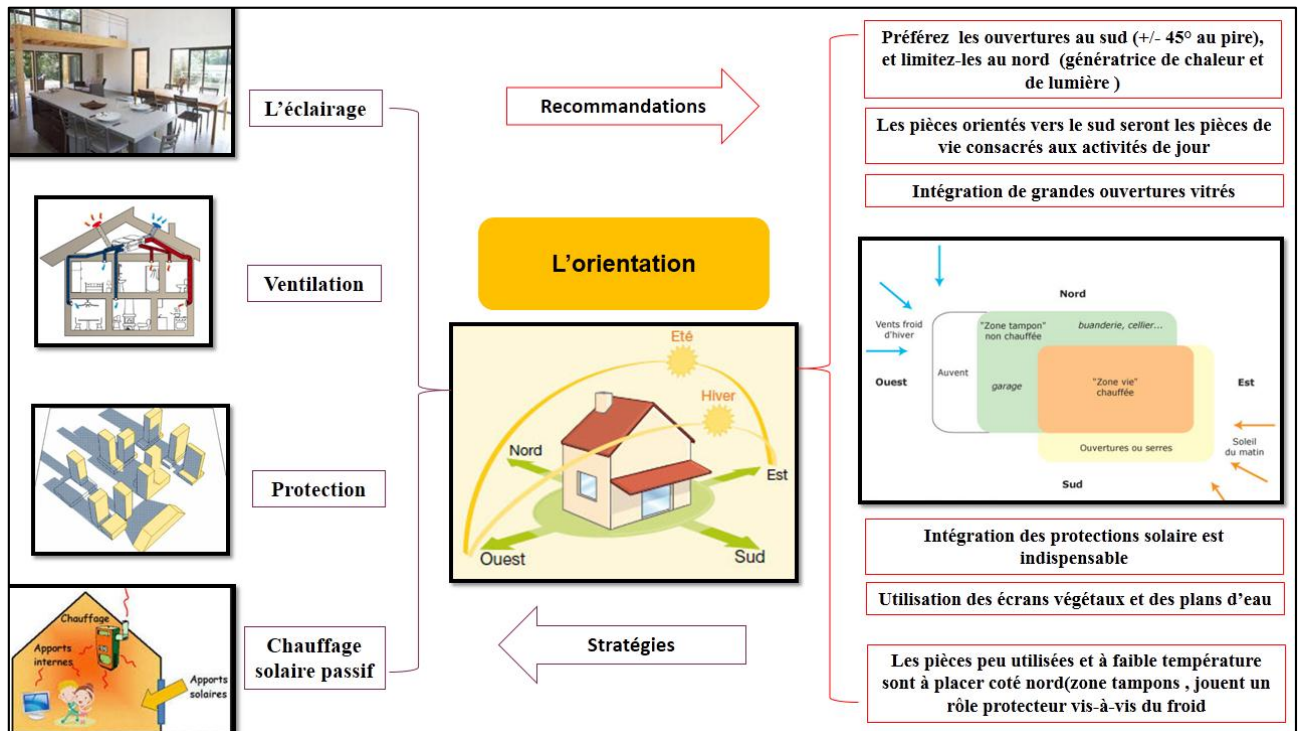 L'éclairage
Ventilation
Protection
Chauffage
solaire passif
Chauffage
Apports
internes
Apports
solaires
Recommandations
L'orientation
Eté
Hiver
Nord
Est
Ouest
Sud
Stratégies
Préférez les ouvertures au sud (+/- 45° au pire),
et limitez-les au nord (génératrice de chaleur et
de lumière )
Les pièces orientés vers le sud seront les pièces de
vie consacrés aux activités de jour
Intégration de grandes ouvertures vitrés
Nord
Vents froid
d'hiver
"Zone tampon"
non chauffée
buanderie, cellier...
Ouest
Auvent
garage
"Zone vie"
chauffée
Est
Ouvertures ou serres
Soleil
du matin
Sud
Intégration des protections solaire est
indispensable
Utilisation des écrans végétaux et des plans d'eau
Les pièces peu utilisées et à faible température
sont à placer coté nord(zone tampons , jouent un
rôle protecteur vis-à-vis du froid